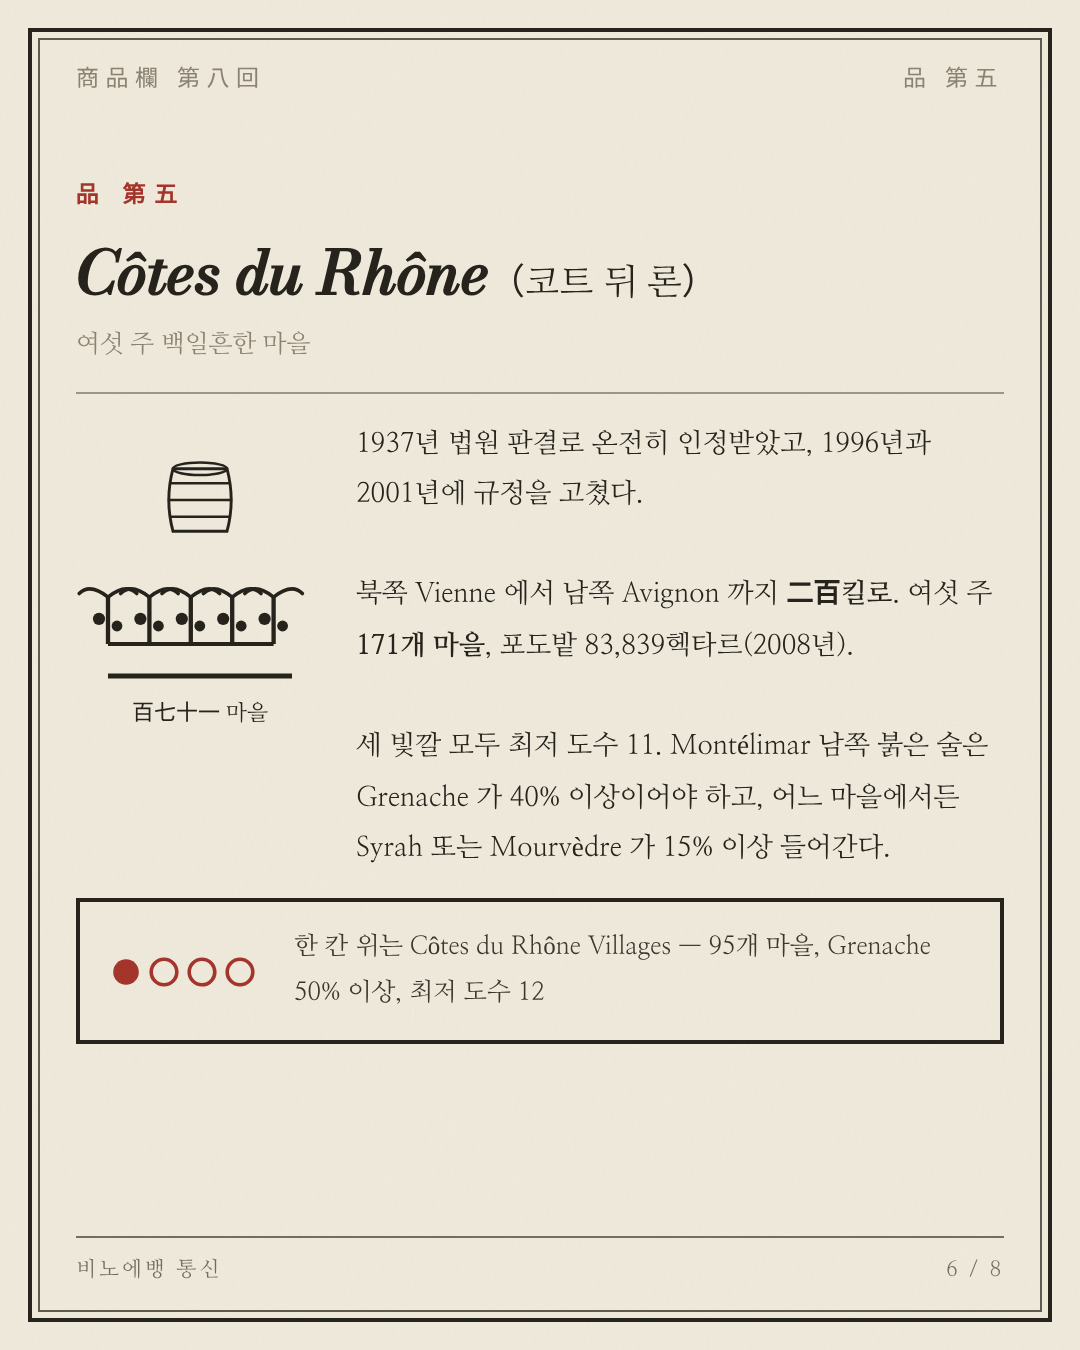 商品欄 第八回
品 第五
品 第五
Côtes du Rhône (코트 뒤 론)
여섯 주 백일흔한 마을
1937년 법원 판결로 온전히 인정받았고, 1996년과
2001년에 규정을 고쳤다.
북쪽 Vienne 에서 남쪽 Avignon 까지 二百킬로. 여섯 주
171개 마을, 포도밭 83,839헥타르(2008년).
百七十一 마을
세 빛깔 모두 최저 도수 11. Montélimar 남쪽 붉은 술은
Grenache 가 40% 이상이어야 하고, 어느 마을에서든
Syrah 또는 Mourvèdre 가 15% 이상 들어간다.
한 칸 위는 Côtes du Rhône Villages — 95개 마을, Grenache
50% 이상, 최저 도수 12
비노에뱅 통신
6 / 8